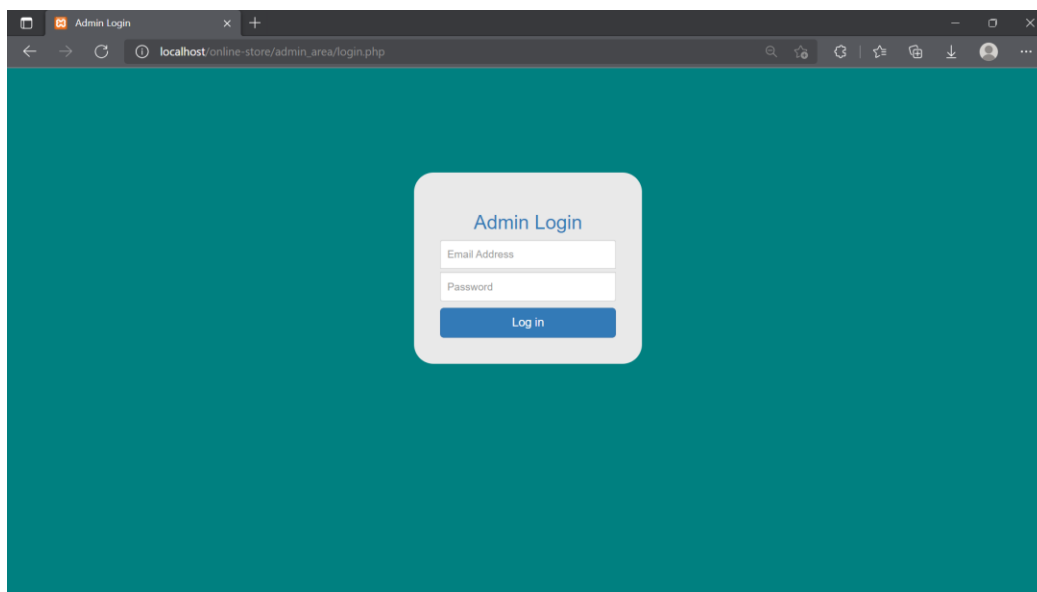 Admin Login
localhost/online-store/admin_area/login.php
Admin Login
Email Address
Password
Log in